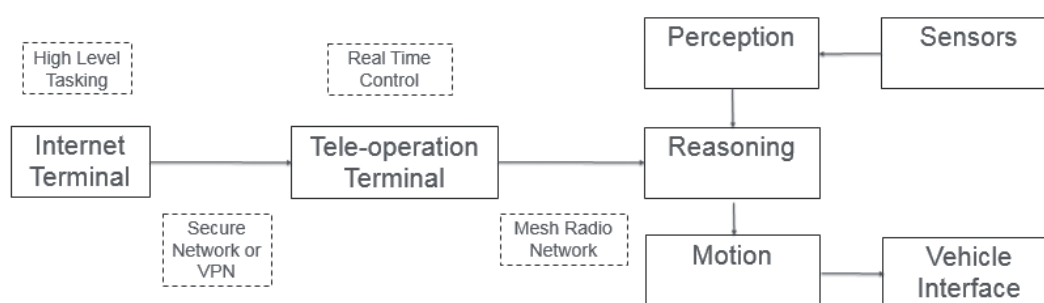 High Level
Tasking
Real Time
Control
Perception
Sensors
Internet
Terminal
Tele-operation
Terminal
Reasoning
Secure
Network or
VPN
Mesh Radio
Network
Motion
Vehicle
Interface